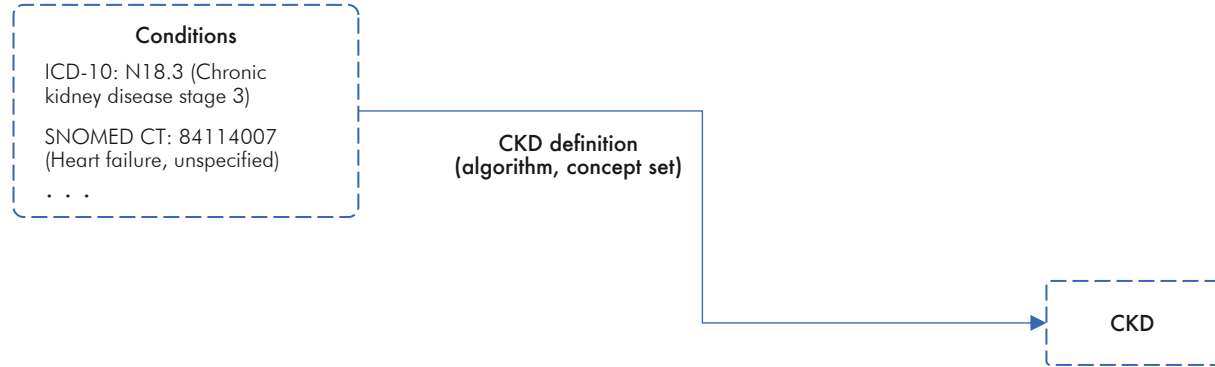 Conditions
ICD-10: N18.3 (Chronic
kidney disease stage 3)
SNOMED CT: 84114007
(Heart failure, unspecified)
. . .
CKD definition
(algorithm, concept set)
CKD